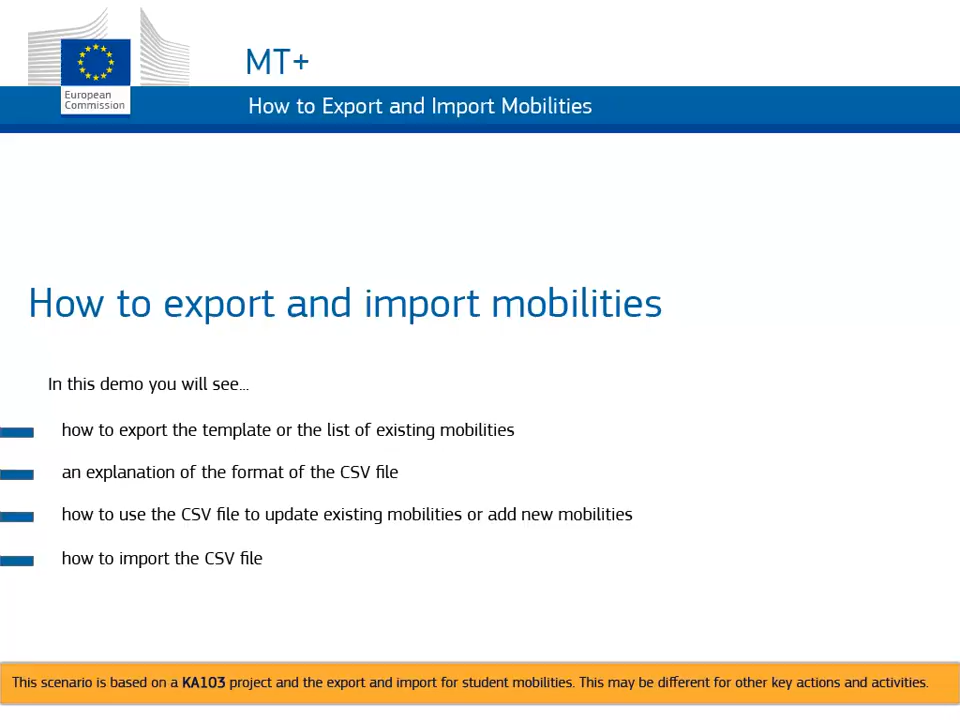 MT+
European
Commission
How to Export and Import Mobilities
How to export and import mobilities
In this demo you will see...
how to export the template or the list of existing mobilities
an explanation of the format of the CSV file
how to use the CSV file to update existing mobilities or add new mobilities
how to import the CSV file
This scenario is based on a KA103 project and the export and import for student mobilities. This may be different for other key actions and activities.